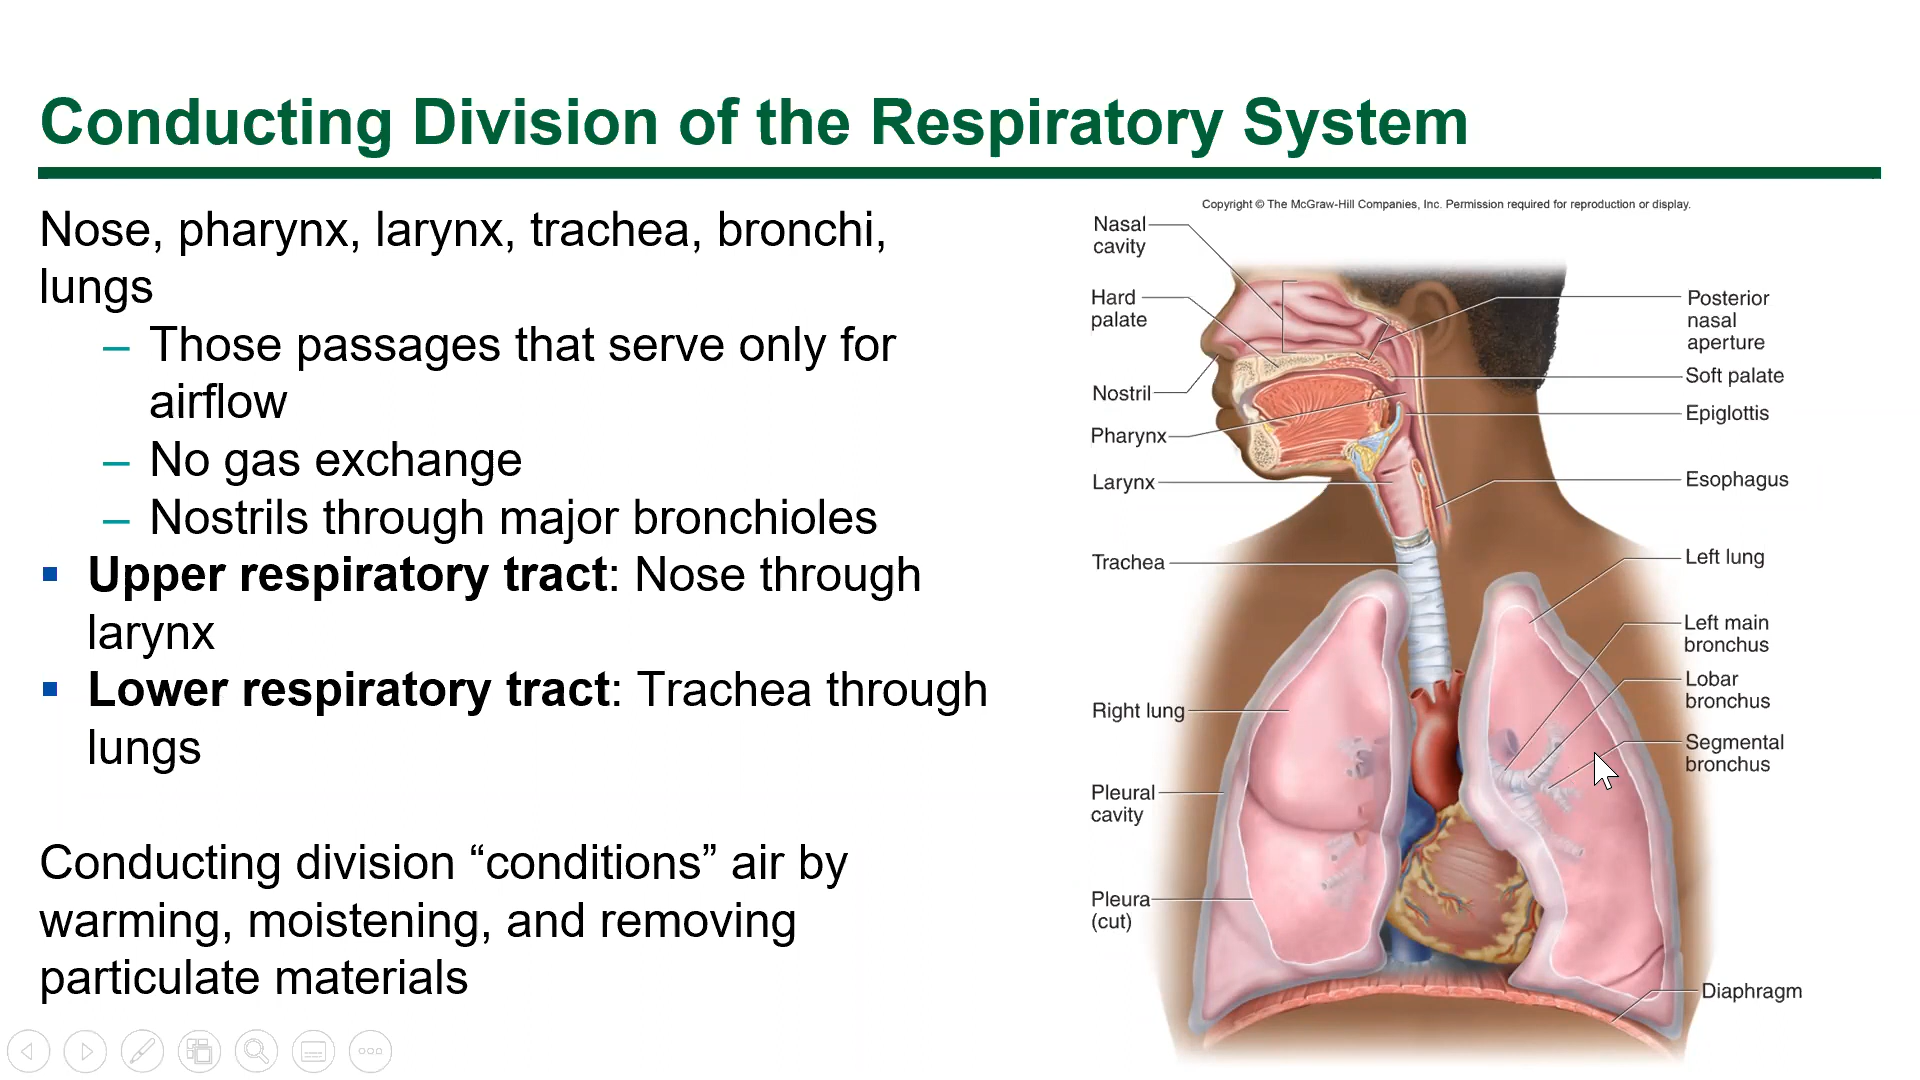 Conducting Division of the Respiratory System
Nose, pharynx, larynx, trachea, bronchi,
lungs
– Those passages that serve only for
airflow
– No gas exchange
– Nostrils through major bronchioles
▪ Upper respiratory tract: Nose through
larynx
▪ Lower respiratory tract: Trachea through
lungs
Conducting division “conditions” air by
warming, moistening, and removing
particulate materials
Copyright © The McGraw-Hill Companies, Inc. Permission required for reproduction or display.
Nasal
cavity
Hard
palate
Nostril
Pharynx
Larynx
Trachea
Right lung
Pleural
cavity
Pleura
(cut)
Posterior
nasal
aperture
Soft palate
Epiglottis
Esophagus
Left lung
Left main
bronchus
Lobar
bronchus
Segmental
bronchus
Diaphragm